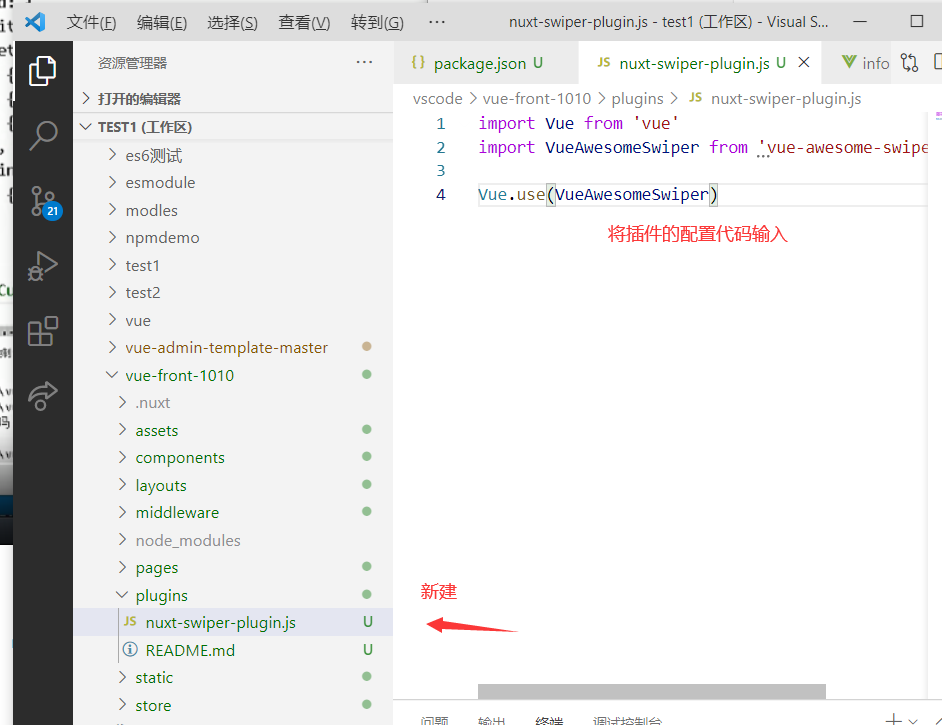 文件(F) 编辑(E) 选择(S) 查看(V) 转到(G) ··· nuxt-swiper-plugin.js - test1 (工作区) - Visual S...
资源管理器 ···
打开的编辑器
TEST1 (工作区)
es6测试
esmodule
modles
npmdemo
test1
test2
vue
vue-admin-template-master
vue-front-1010
.nuxt
assets
components
layouts
middleware
node_modules
pages
plugins
JS nuxt-swiper-plugin.js U
README.md U
static
store
21
{} package.json U JS nuxt-swiper-plugin.js U info
vscode > vue-front-1010 > plugins > JS nuxt-swiper-plugin.js
1 import Vue from 'vue'
2 import VueAwesomeSwiper from 'vue-awesome-swipe
3
4 Vue.use(VueAwesomeSwiper)
将插件的配置代码输入
新建
问题 输出 终端 调试控制台